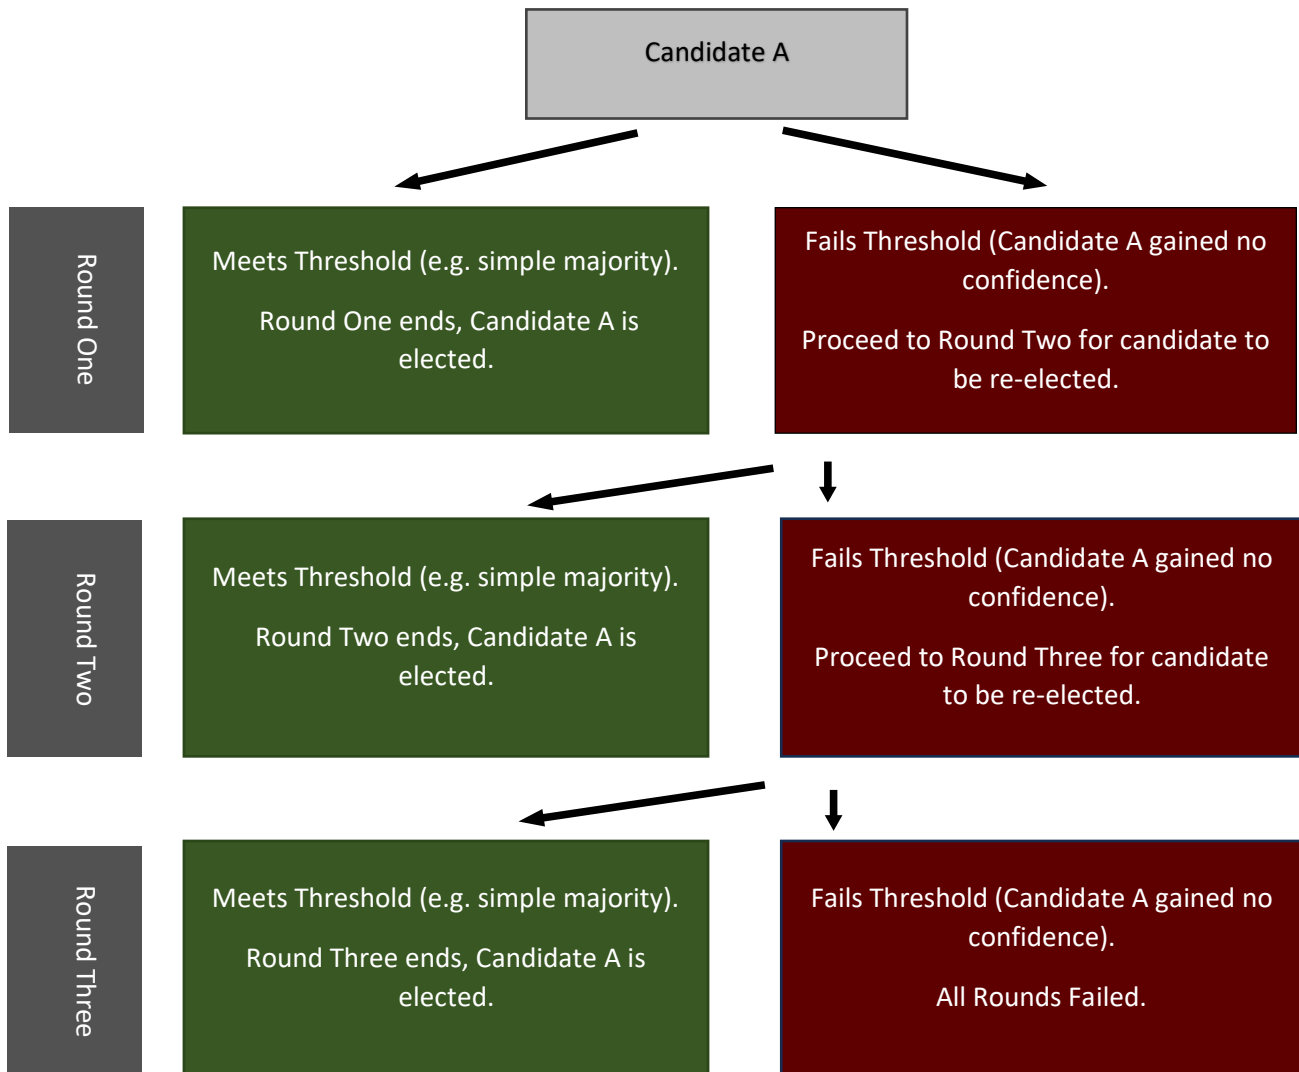 Candidate A
Round One
Meets Threshold (e.g. simple majority).
Round One ends, Candidate A is
elected.
Fails Threshold (Candidate A gained no
confidence).
Proceed to Round Two for candidate to
be re-elected.
Round Two
Meets Threshold (e.g. simple majority).
Round Two ends, Candidate A is
elected.
Fails Threshold (Candidate A gained no
confidence).
Proceed to Round Three for candidate
to be re-elected.
Round Three
Meets Threshold (e.g. simple majority).
Round Three ends, Candidate A is
elected.
Fails Threshold (Candidate A gained no
confidence).
All Rounds Failed.